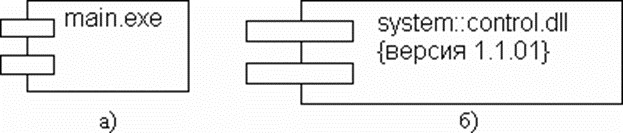 main.exe
system::control.dll
{версия 1.1.01}
а)
б)